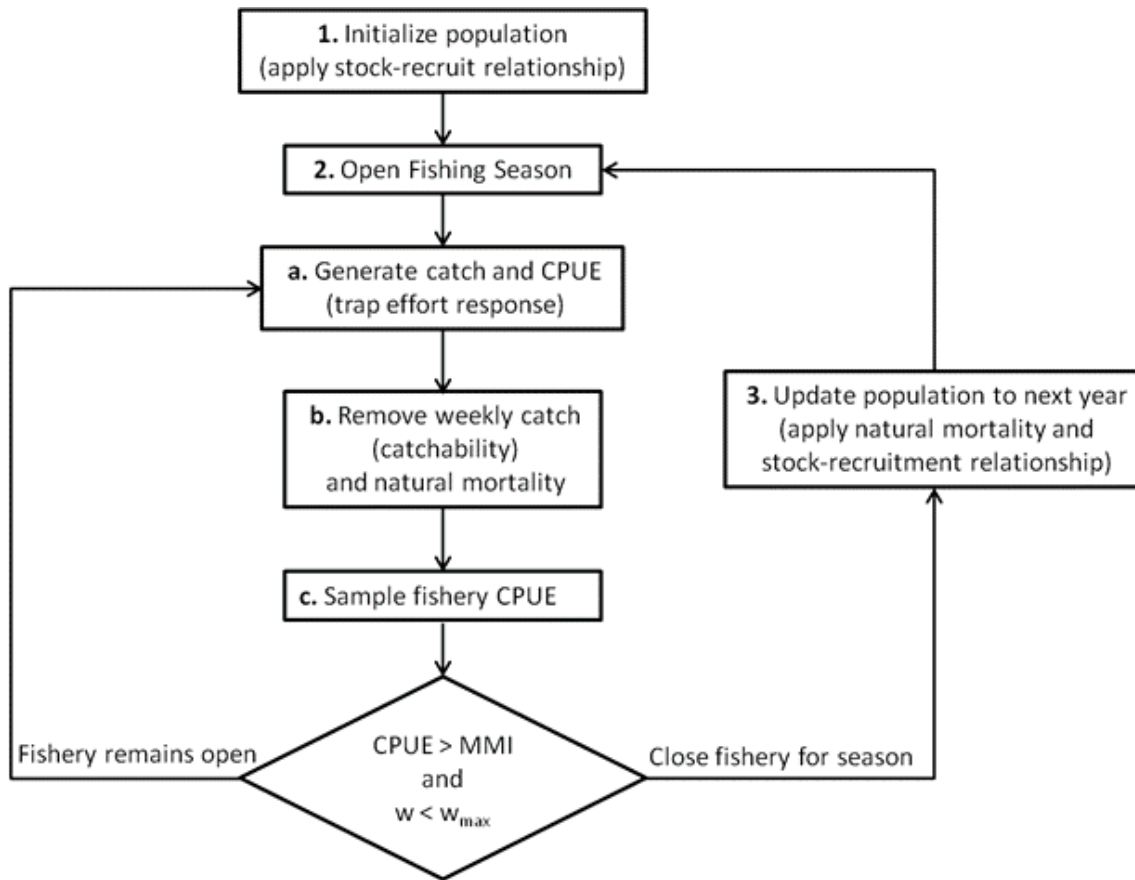 1. Initialize population
(apply stock-recruit relationship)
2. Open Fishing Season
a. Generate catch and CPUE
(trap effort response)
b. Remove weekly catch
(catchability)
and natural mortality
3. Update population to next year
(apply natural mortality and
stock-recruitment relationship)
c. Sample fishery CPUE
Fishery remains open
CPUE > MMI
and
w < wmax
Close fishery for season